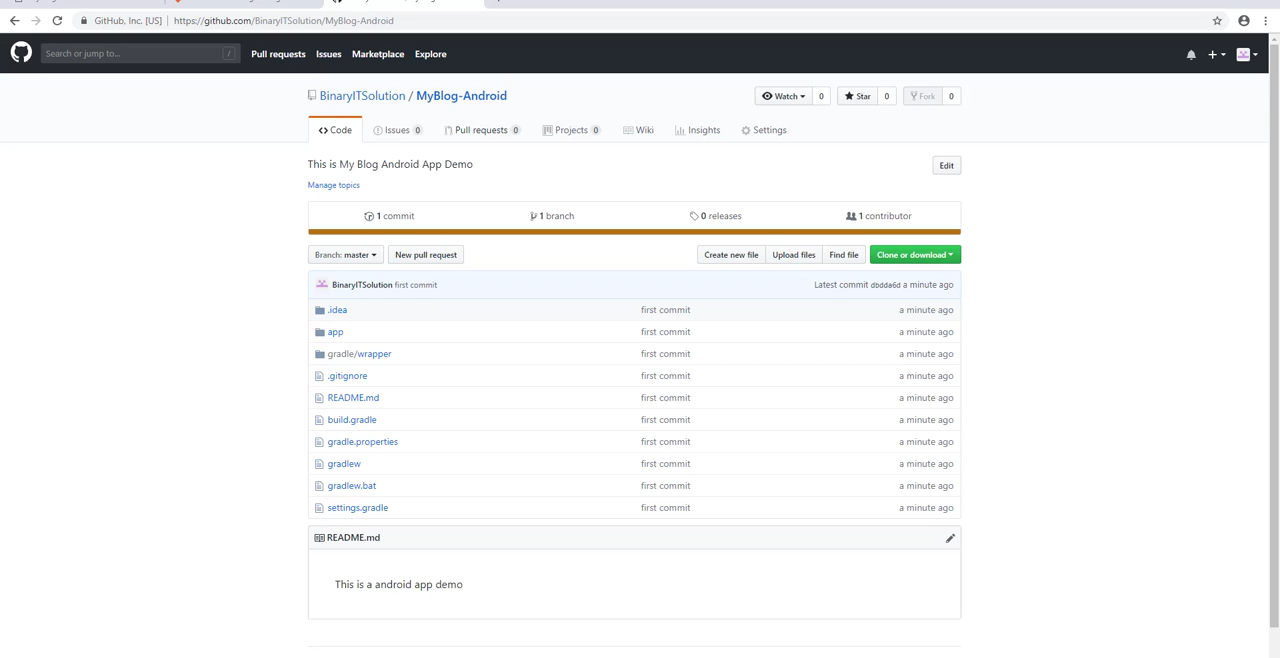 GitHub, Inc. [US] | https://github.com/BinaryITSolution/MyBlog-Android
Search or jump to... /
Pull requests Issues Marketplace Explore
BinaryITSolution / MyBlog-Android
Watch 0 Star 0 Fork 0
Code Issues 0 Pull requests 0 Projects 0 Wiki Insights Settings
This is My Blog Android App Demo
Edit
Manage topics
1 commit 1 branch 0 releases 1 contributor
Branch: master New pull request Create new file Upload files Find file Clone or download
BinaryITSolution first commit Latest commit dbdda6d a minute ago
.idea first commit a minute ago
app first commit a minute ago
gradle/wrapper first commit a minute ago
.gitignore first commit a minute ago
README.md first commit a minute ago
build.gradle first commit a minute ago
gradle.properties first commit a minute ago
gradlew first commit a minute ago
gradlew.bat first commit a minute ago
settings.gradle first commit a minute ago
README.md
This is a android app demo